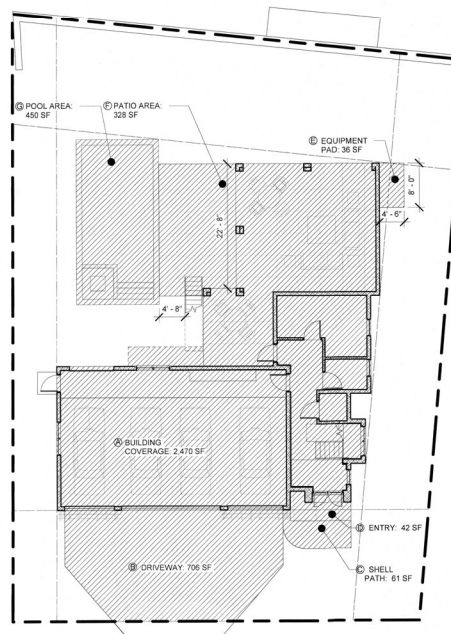 Ⓖ POOL AREA:
450 SF
Ⓕ PATIO AREA:
328 SF
Ⓔ EQUIPMENT
PAD: 36 SF
8' - 0"
4' - 6"
22' - 8"
4' - 8"
Ⓐ BUILDING
COVERAGE: 2,470 SF
Ⓓ ENTRY: 42 SF
Ⓑ DRIVEWAY: 706 SF
Ⓒ SHELL
PATH: 61 SF